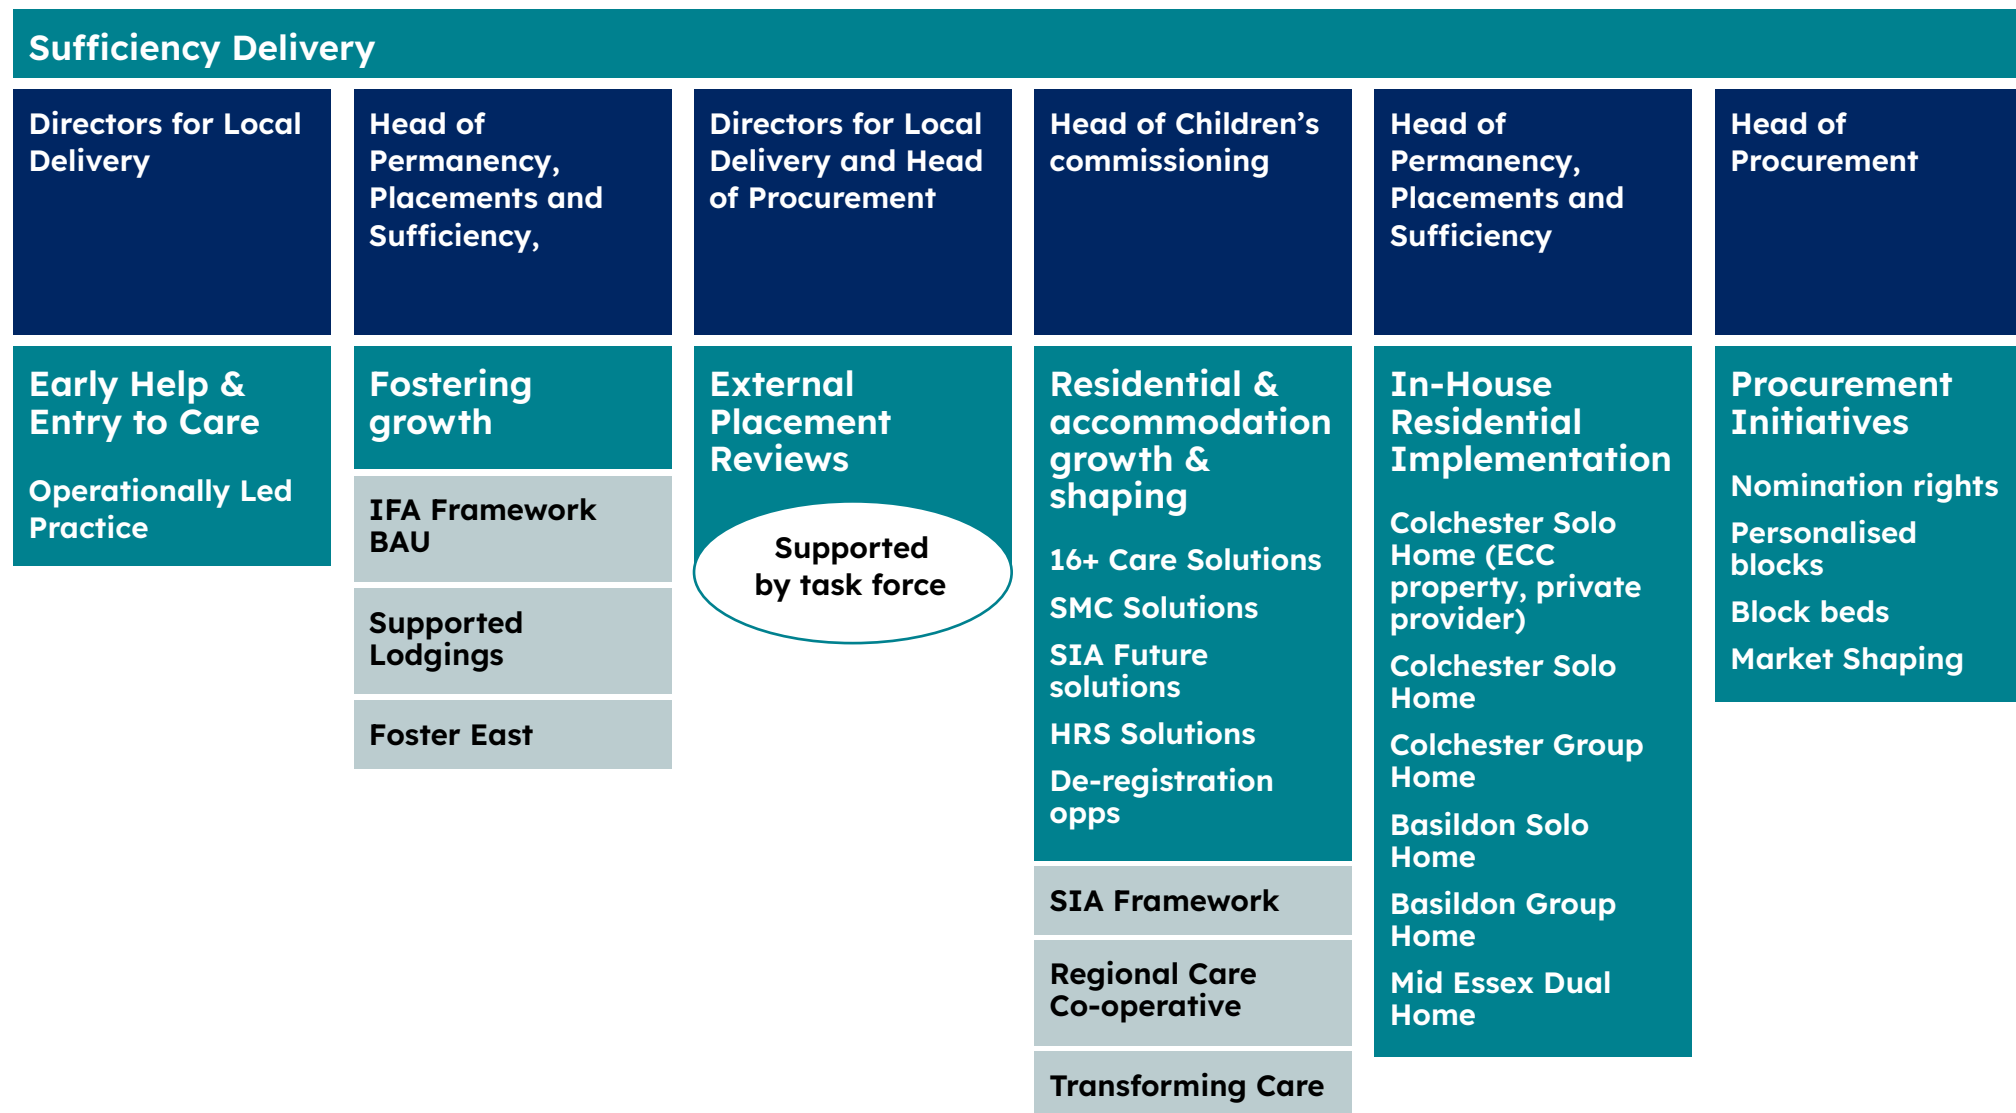 Sufficiency Delivery
Directors for Local
Delivery
Head of
Permanency,
Placements and
Sufficiency,
Directors for Local
Delivery and Head
of Procurement
Head of Children’s
commissioning
Head of
Permanency,
Placements and
Sufficiency
Head of
Procurement
Early Help &
Entry to Care
Operationally Led
Practice
Fostering
growth
IFA Framework
BAU
Supported
Lodgings
Foster East
External
Placement
Reviews
Supported
by task force
Residential &
accommodation
growth &
shaping
16+ Care Solutions
SMC Solutions
SIA Future
solutions
HRS Solutions
De-registration
opps
SIA Framework
Regional Care
Co-operative
Transforming Care
In-House
Residential
Implementation
Colchester Solo
Home (ECC
property, private
provider)
Colchester Solo
Home
Colchester Group
Home
Basildon Solo
Home
Basildon Group
Home
Mid Essex Dual
Home
Procurement
Initiatives
Nomination rights
Personalised
blocks
Block beds
Market Shaping